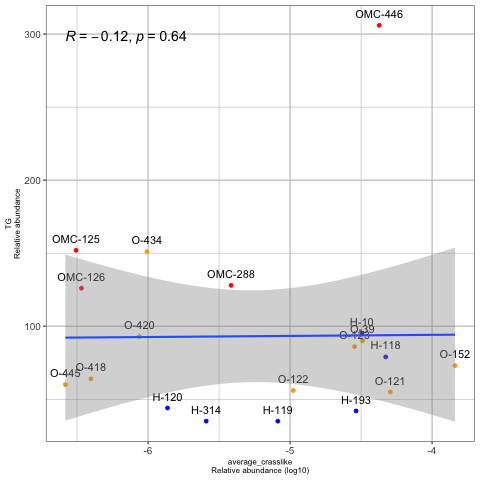 OMC-446
300
R = −0.12, p = 0.64
TG
Relative abundance
200
OMC-125
O-434
OMC-126
OMC-288
H-10
O-39
O-420
O-123
100
H-118
O-152
O-445
O-418
O-122
O-121
H-120
H-193
H-314
H-119
-6
-5
-4
average_crasslike
Relative abundance (log10)